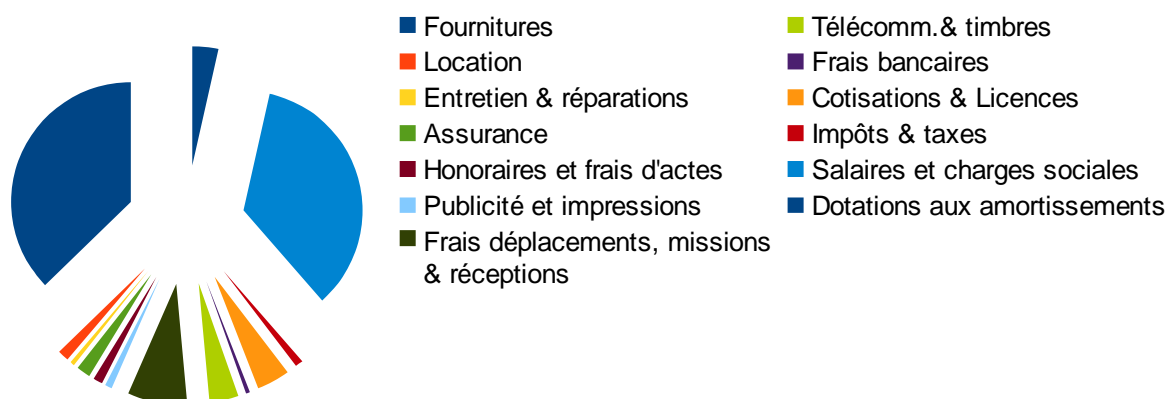 Fournitures
Location
Entretien & réparations
Assurance
Honoraires et frais d'actes
Publicité et impressions
Frais déplacements, missions
& réceptions
Télécomm.& timbres
Frais bancaires
Cotisations & Licences
Impôts & taxes
Salaires et charges sociales
Dotations aux amortissements